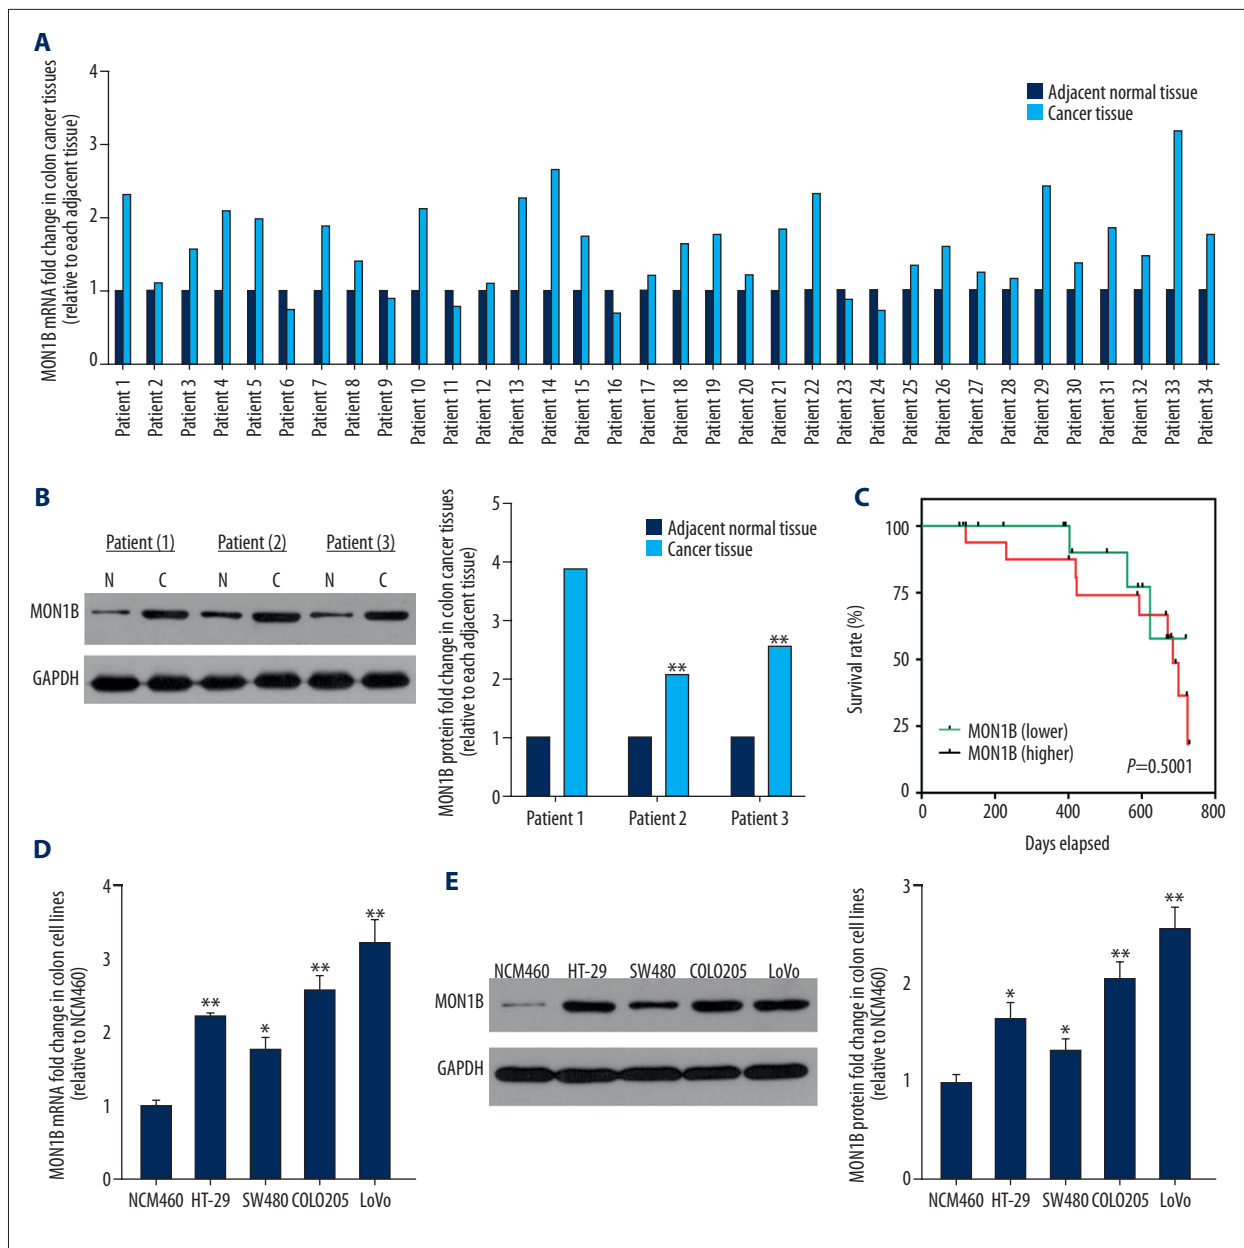 A
MON1B mRNA fold change in colon cancer tissues
(relative to each adjacent tissue)
4
3
2
1
0
Adjacent normal tissue
Cancer tissue
Patient 1
Patient 2
Patient 3
Patient 4
Patient 5
Patient 6
Patient 7
Patient 8
Patient 9
Patient 10
Patient 11
Patient 12
Patient 13
Patient 14
Patient 15
Patient 16
Patient 17
Patient 18
Patient 19
Patient 20
Patient 21
Patient 22
Patient 23
Patient 24
Patient 25
Patient 26
Patient 27
Patient 28
Patient 29
Patient 30
Patient 31
Patient 32
Patient 33
Patient 34
B
Patient (1) Patient (2) Patient (3)
N C N C N C
MON1B
GAPDH
MON1B protein fold change in colon cancer tissues
(relative to each adjacent tissue)
5
4
3
2
1
0
Adjacent normal tissue
Cancer tissue
**
**
Patient 1 Patient 2 Patient 3
C
Survival rate (%)
100
75
50
25
0
MON1B (lower)
MON1B (higher)
P=0.5001
0 200 400 600 800
Days elapsed
D
MON1B mRNA fold change in colon cell lines
(relative to NCM460)
4
3
2
1
0
**
*
**
**
NCM460 HT-29 SW480 COLO205 LoVo
E
NCM460 HT-29 SW480 COLO205 LoVo
MON1B
GAPDH
MON1B protein fold change in colon cell lines
(relative to NCM460)
3
2
1
0
*
*
**
**
NCM460 HT-29 SW480 COLO205 LoVo